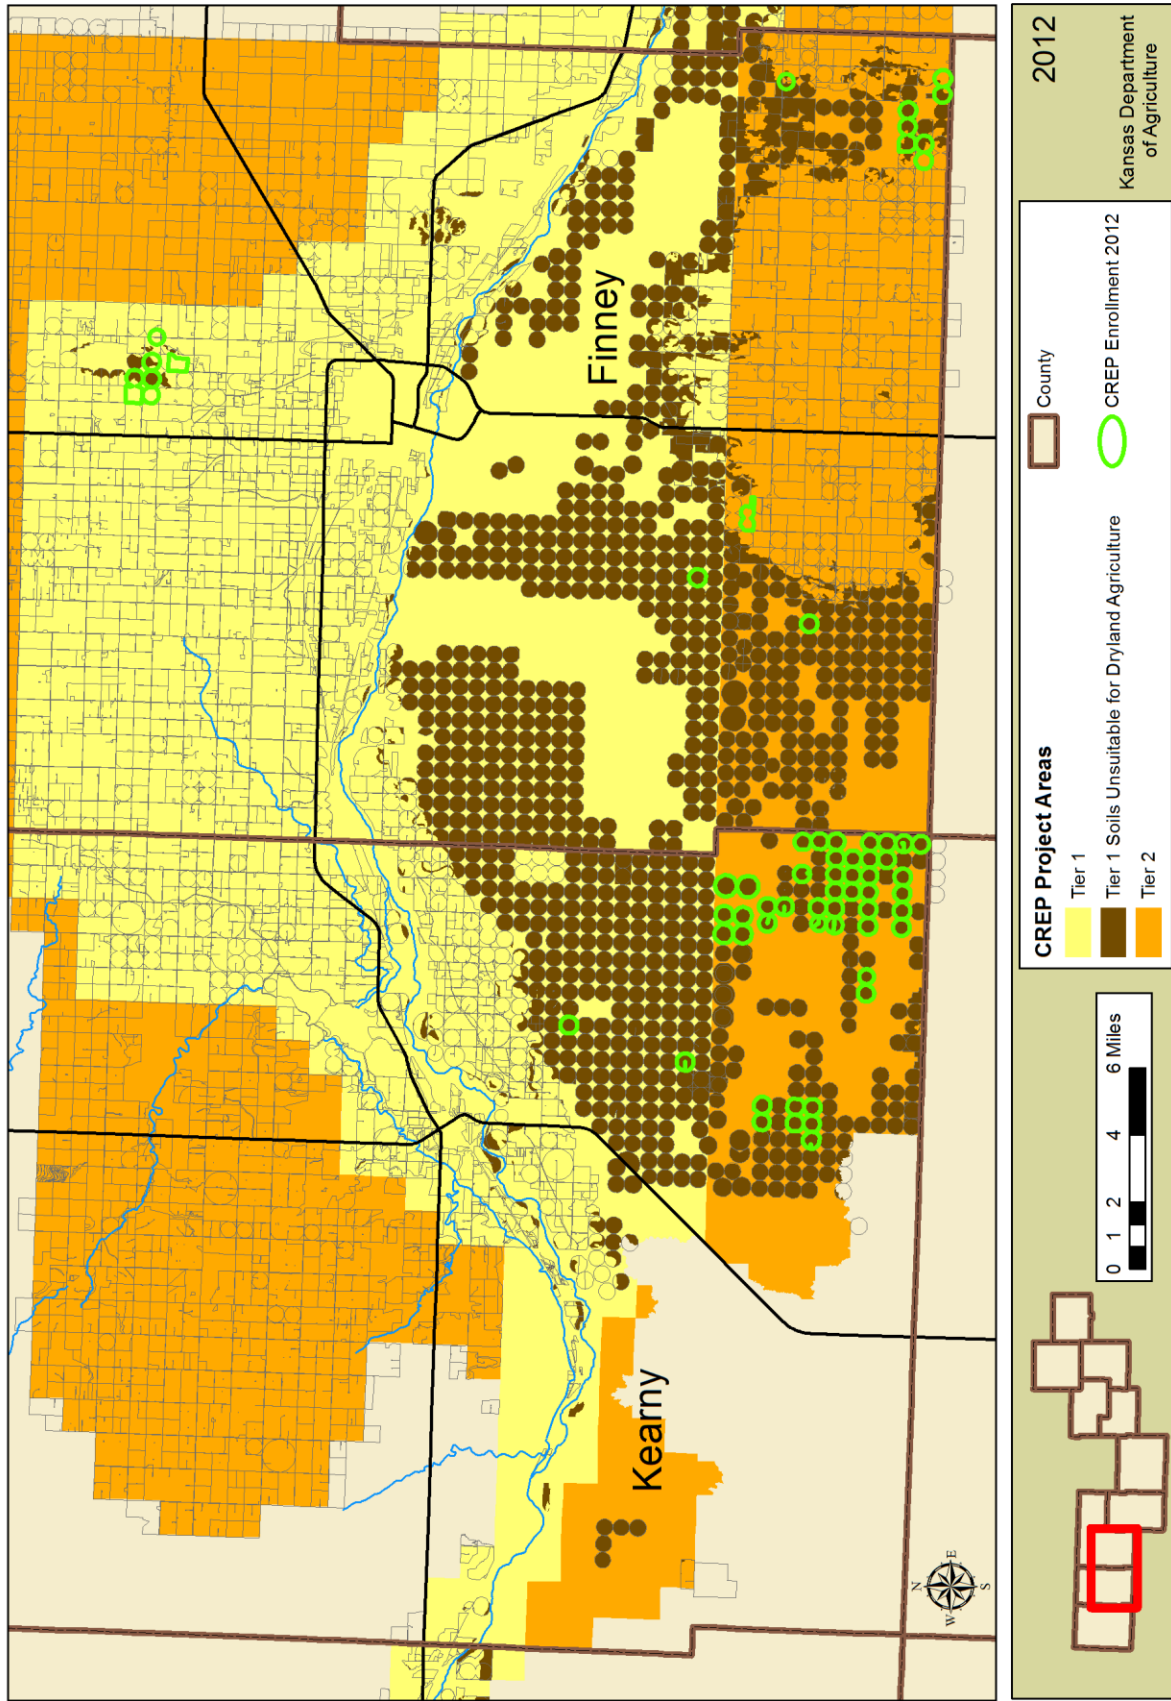 Kearny
Finney
N
W
E
S
0 1 2 4 6 Miles
CREP Project Areas
Tier 1
Tier 1 Soils Unsuitable for Dryland Agriculture
Tier 2
County
CREP Enrollment 2012
2012
Kansas Department
of Agriculture